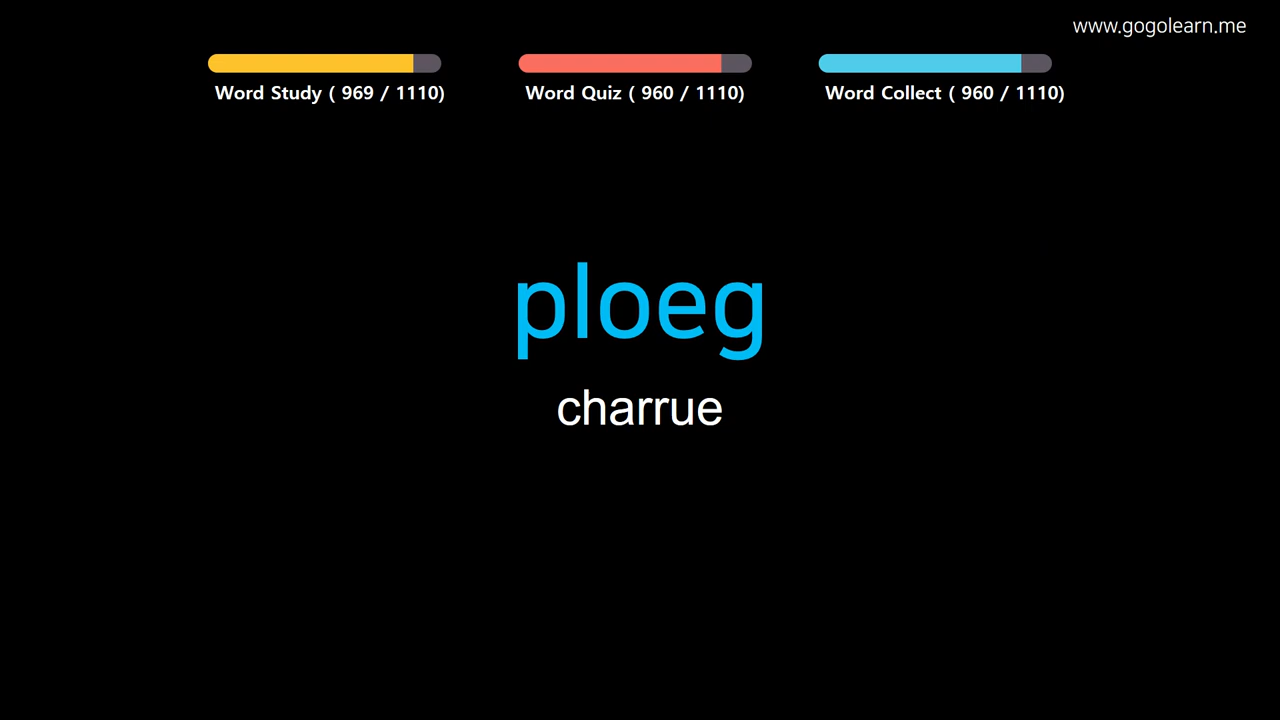 www.gogolearn.me
Word Study ( 969 / 1110)
Word Quiz ( 960 / 1110)
Word Collect ( 960 / 1110)
ploeg
charrue